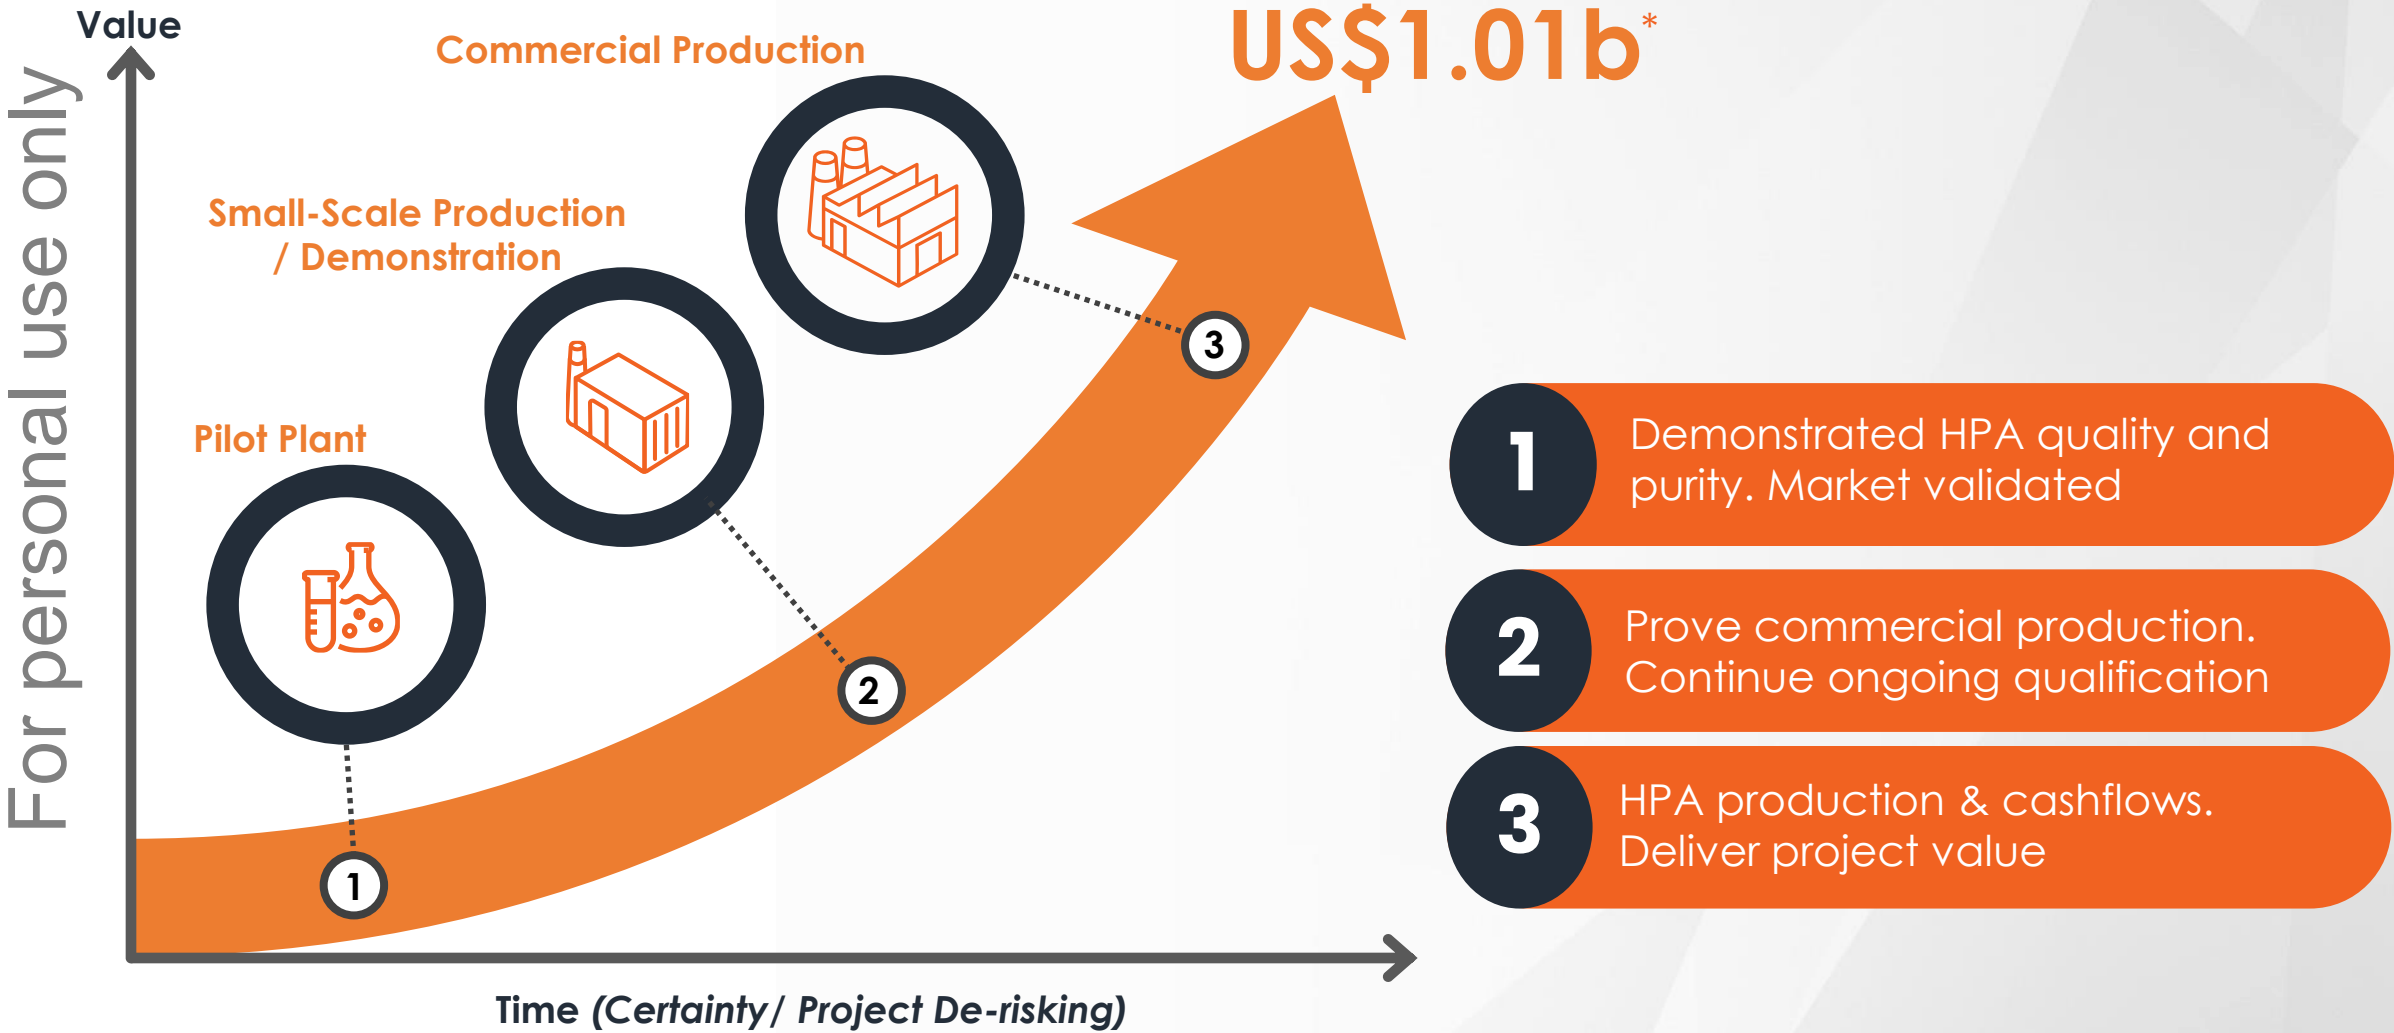 For personal use only
Value
US$1.01b*
Commercial Production
Small-Scale Production
/ Demonstration
Pilot Plant
3
2
1
Time (Certainty/ Project De-risking)
1
Demonstrated HPA quality and
purity. Market validated
2
Prove commercial production.
Continue ongoing qualification
3
HPA production & cashflows.
Deliver project value